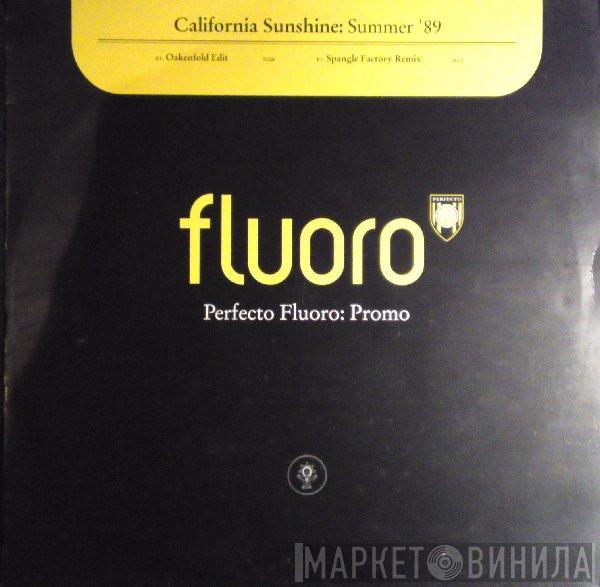 California Sunshine: Summer '89
Oakenfold Edit
Spangle Factory Remix
PERFECTO
fluoro
Perfecto Fluoro: Promo
МАРКЕТ ВИНИЛА